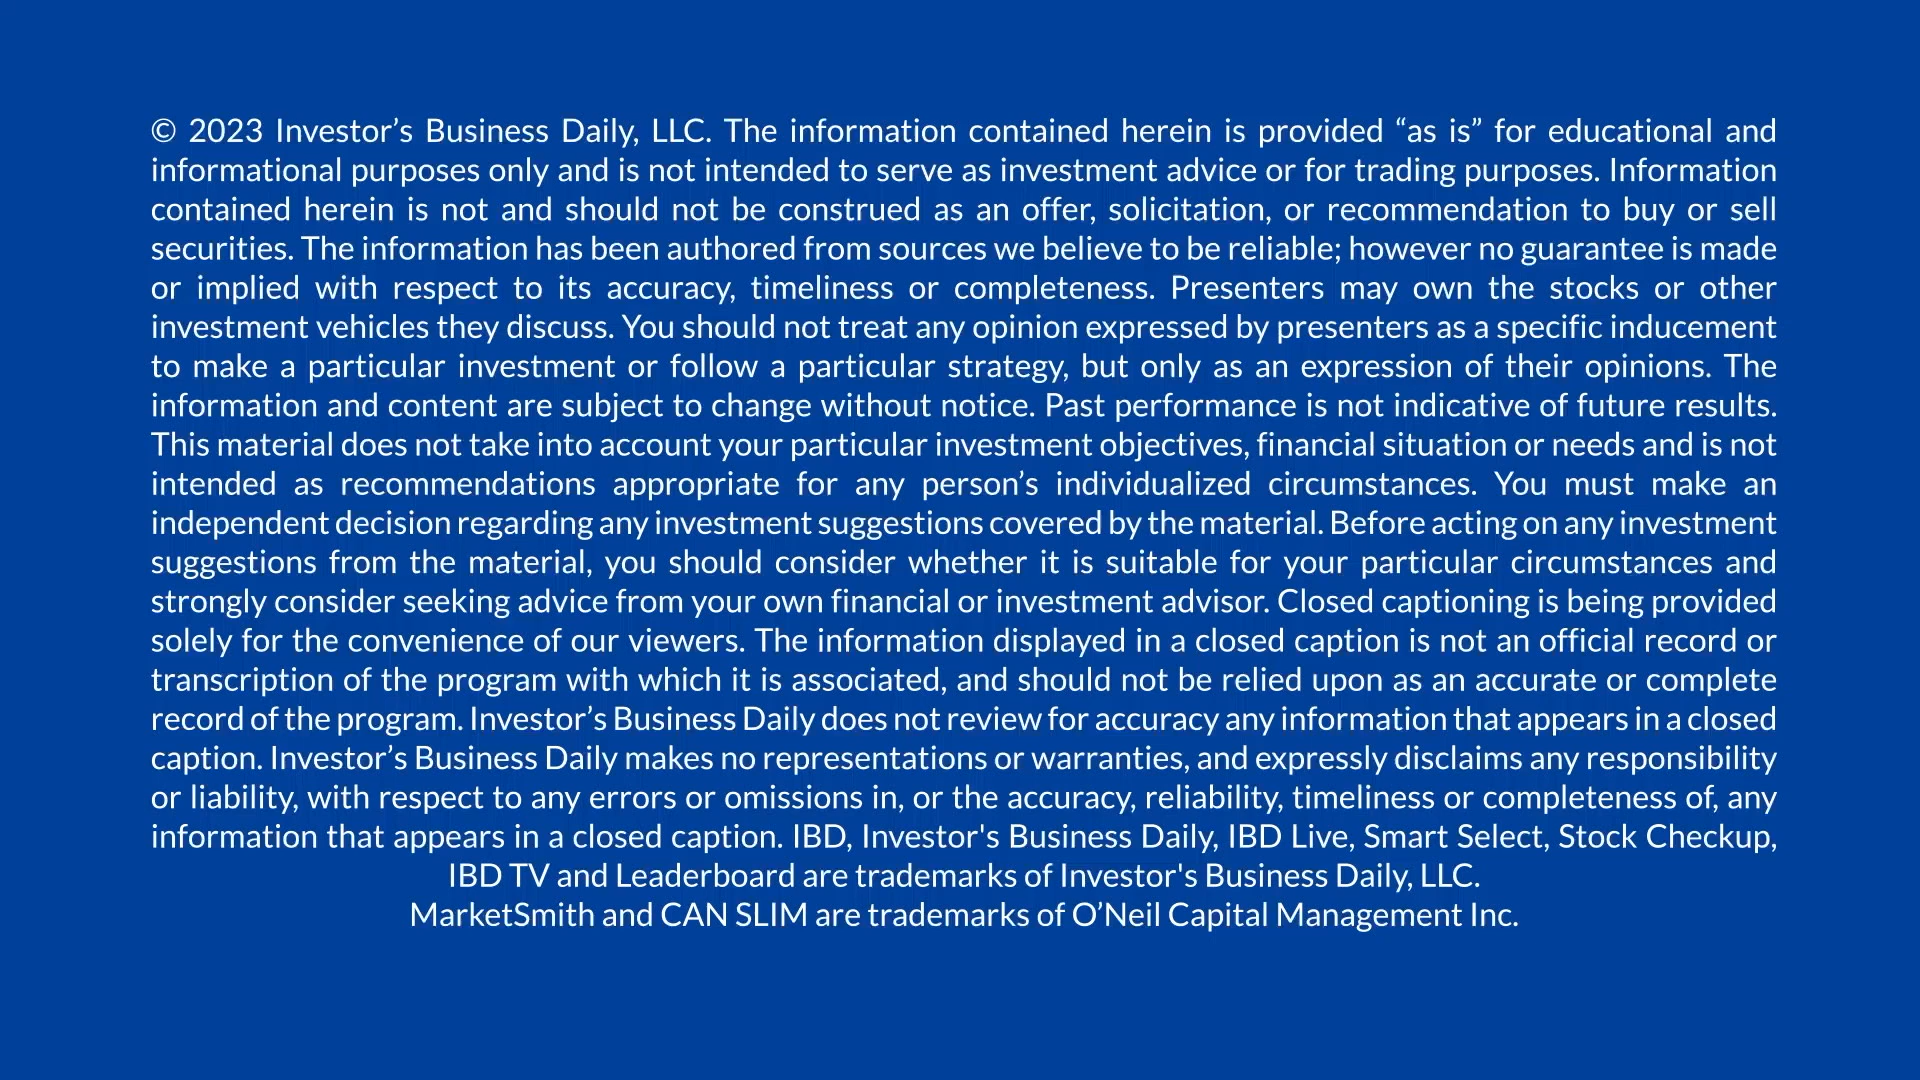 © 2023 Investor’s Business Daily, LLC. The information contained herein is provided “as is” for educational and
informational purposes only and is not intended to serve as investment advice or for trading purposes. Information
contained herein is not and should not be construed as an offer, solicitation, or recommendation to buy or sell
securities. The information has been authored from sources we believe to be reliable; however no guarantee is made
or implied with respect to its accuracy, timeliness or completeness. Presenters may own the stocks or other
investment vehicles they discuss. You should not treat any opinion expressed by presenters as a specific inducement
to make a particular investment or follow a particular strategy, but only as an expression of their opinions. The
information and content are subject to change without notice. Past performance is not indicative of future results.
This material does not take into account your particular investment objectives, financial situation or needs and is not
intended as recommendations appropriate for any person’s individualized circumstances. You must make an
independent decision regarding any investment suggestions covered by the material. Before acting on any investment
suggestions from the material, you should consider whether it is suitable for your particular circumstances and
strongly consider seeking advice from your own financial or investment advisor. Closed captioning is being provided
solely for the convenience of our viewers. The information displayed in a closed caption is not an official record or
transcription of the program with which it is associated, and should not be relied upon as an accurate or complete
record of the program. Investor’s Business Daily does not review for accuracy any information that appears in a closed
caption. Investor’s Business Daily makes no representations or warranties, and expressly disclaims any responsibility
or liability, with respect to any errors or omissions in, or the accuracy, reliability, timeliness or completeness of, any
information that appears in a closed caption. IBD, Investor's Business Daily, IBD Live, Smart Select, Stock Checkup,
IBD TV and Leaderboard are trademarks of Investor's Business Daily, LLC.
MarketSmith and CAN SLIM are trademarks of O’Neil Capital Management Inc.